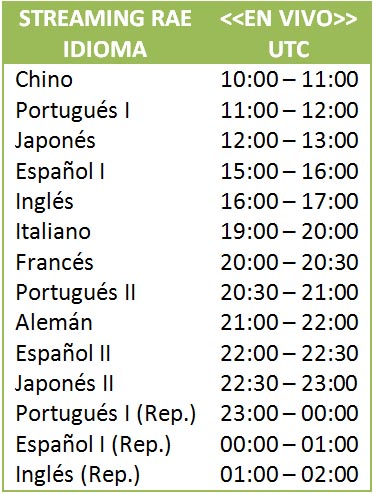 STREAMING RAE <<EN VIVO>>
IDIOMA UTC
Chino 10:00 – 11:00
Portugués I 11:00 – 12:00
Japonés 12:00 – 13:00
Español I 15:00 – 16:00
Inglés 16:00 – 17:00
Italiano 19:00 – 20:00
Francés 20:00 – 20:30
Portugués II 20:30 – 21:00
Alemán 21:00 – 22:00
Español II 22:00 – 22:30
Japonés II 22:30 – 23:00
Portugués I (Rep.) 23:00 – 00:00
Español I (Rep.) 00:00 – 01:00
Inglés (Rep.) 01:00 – 02:00